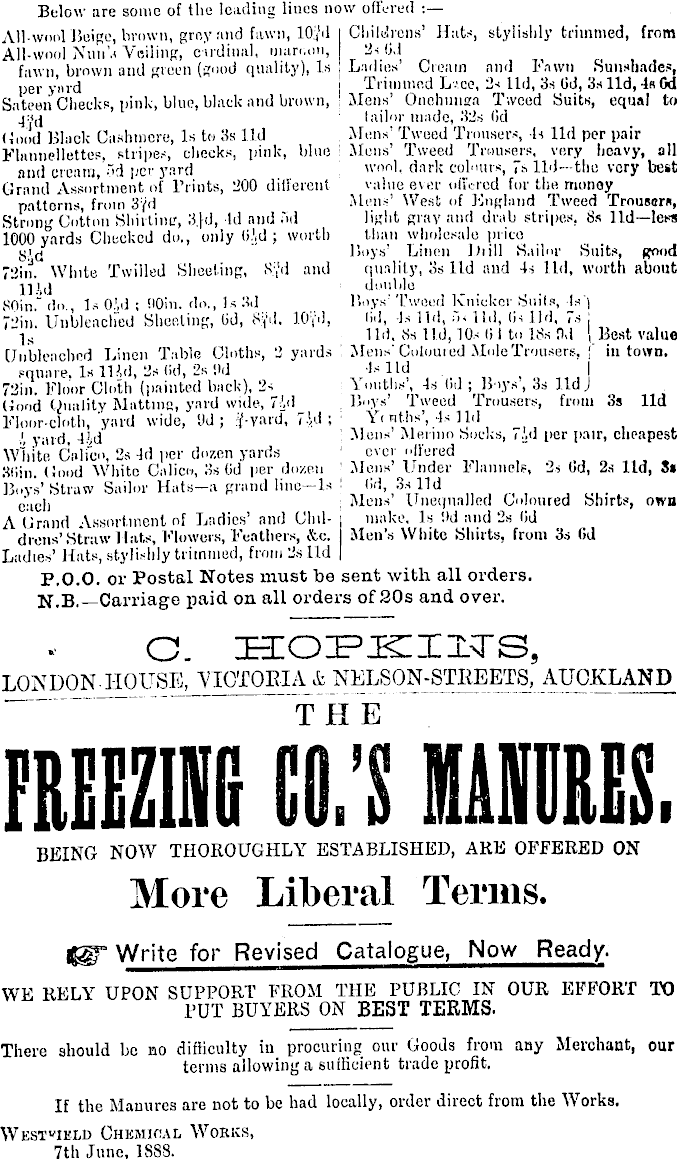 Below are some of the leading lines now offered :—
All-wool Beige, brown, grey and fawn, 10½d
All-wool Nun's Veiling, cardinal, maroon,
fawn, brown and green (good quality), 1s
per yard
Sateen Checks, pink, blue, black and brown,
4¾d
Good Black Cashmere, 1s to 3s 11d
Flannellettes, stripes, checks, pink, blue
and cream, 5d per yard
Grand Assortment of Prints, 200 different
patterns, from
Strong Cotton Shirting, 4d and 5d
1000 yards Checked do., only 6½d ; worth
8½d
72in. White Twilled Sheeting, and
11½d
80in. do., 1s 0½d ; 90in. do., 1s 3d
72in. Unbleached Sheeting, 6d,
1s
Unbleached Linen Table Cloths, 2 yards
square, 1s 11½d, 2s 6d, 2s 9d
72in. Floor Cloth (painted back), 2s
Good Quality Matting, yard wide, 7½d
Floor-cloth, yard wide, 9d ; ¾-yard, 7½d ;
½ yard, 4½d
White Calico, 2s 4d per dozen yards
36in. Good White Calico, 3s 6d per dozen
Boys' Straw Sailor Hats—a grand line—1s
each
A Grand Assortment of Ladies' and Chil-
drens' Straw Hats, Flowers, Feathers, &c.
Ladies' Hats, stylishly trimmed, from 2s 11d
Childrens' Hats, stylishly trimmed, from
2s 6d
Ladies' Cream and Fawn Sunshades,
Trimmed Lace, 2s 11d, 3s 6d, 3s 11d, 4s 6d
Mens' Onehunga Tweed Suits, equal to
tailor made, 32s 6d
Mens' Tweed Trousers, 4s 11d per pair
Mens' Tweed Trousers, very heavy, all
wool, dark colours, 7s 11d—the very best
value ever offered for the money
Mens' West of England Tweed Trousers,
light gray and drab stripes, 8s 11d—less
than wholesale price
Boys' Linen Drill Sailor Suits, good
quality, 3s 11d and 4s 11d, worth about
double
Boys' Tweed Knicker Suits, 4s
6d, 4s 11d, 5s 11d, 6s 11d, 7s
11d, 8s 11d, 10s 6d to 18s 9d Best value
Mens' Coloured Mole Trousers, in town.
4s 11d
Youths', 4s 6d ; Boys', 3s 11d
Boys' Tweed Trousers, from 3s 11d
Youths', 4s 11d
Mens' Merino Socks, 7½d per pair, cheapest
ever offered
Mens' Under Flannels, 2s 6d, 2s 11d, 3s
6d, 3s 11d
Mens' Unequalled Coloured Shirts, own
make, 1s 9d and 2s 6d
Men's White Shirts, from 3s 6d
P.O.O. or Postal Notes must be sent with all orders.
N.B.—Carriage paid on all orders of 20s and over.
C. HOPKINS,
LONDON HOUSE, VICTORIA & NELSON-STREETS, AUCKLAND
THE
FREEZING CO.'S MANURES.
BEING NOW THOROUGHLY ESTABLISHED, ARE OFFERED ON
More Liberal Terms.
Write for Revised Catalogue, Now Ready.
WE RELY UPON SUPPORT FROM THE PUBLIC IN OUR EFFORT TO
PUT BUYERS ON BEST TERMS.
There should be no difficulty in procuring our Goods from any Merchant, our
terms allowing a sufficient trade profit.
If the Manures are not to be had locally, order direct from the Works.
WESTFIELD CHEMICAL WORKS,
7th June, 1888.